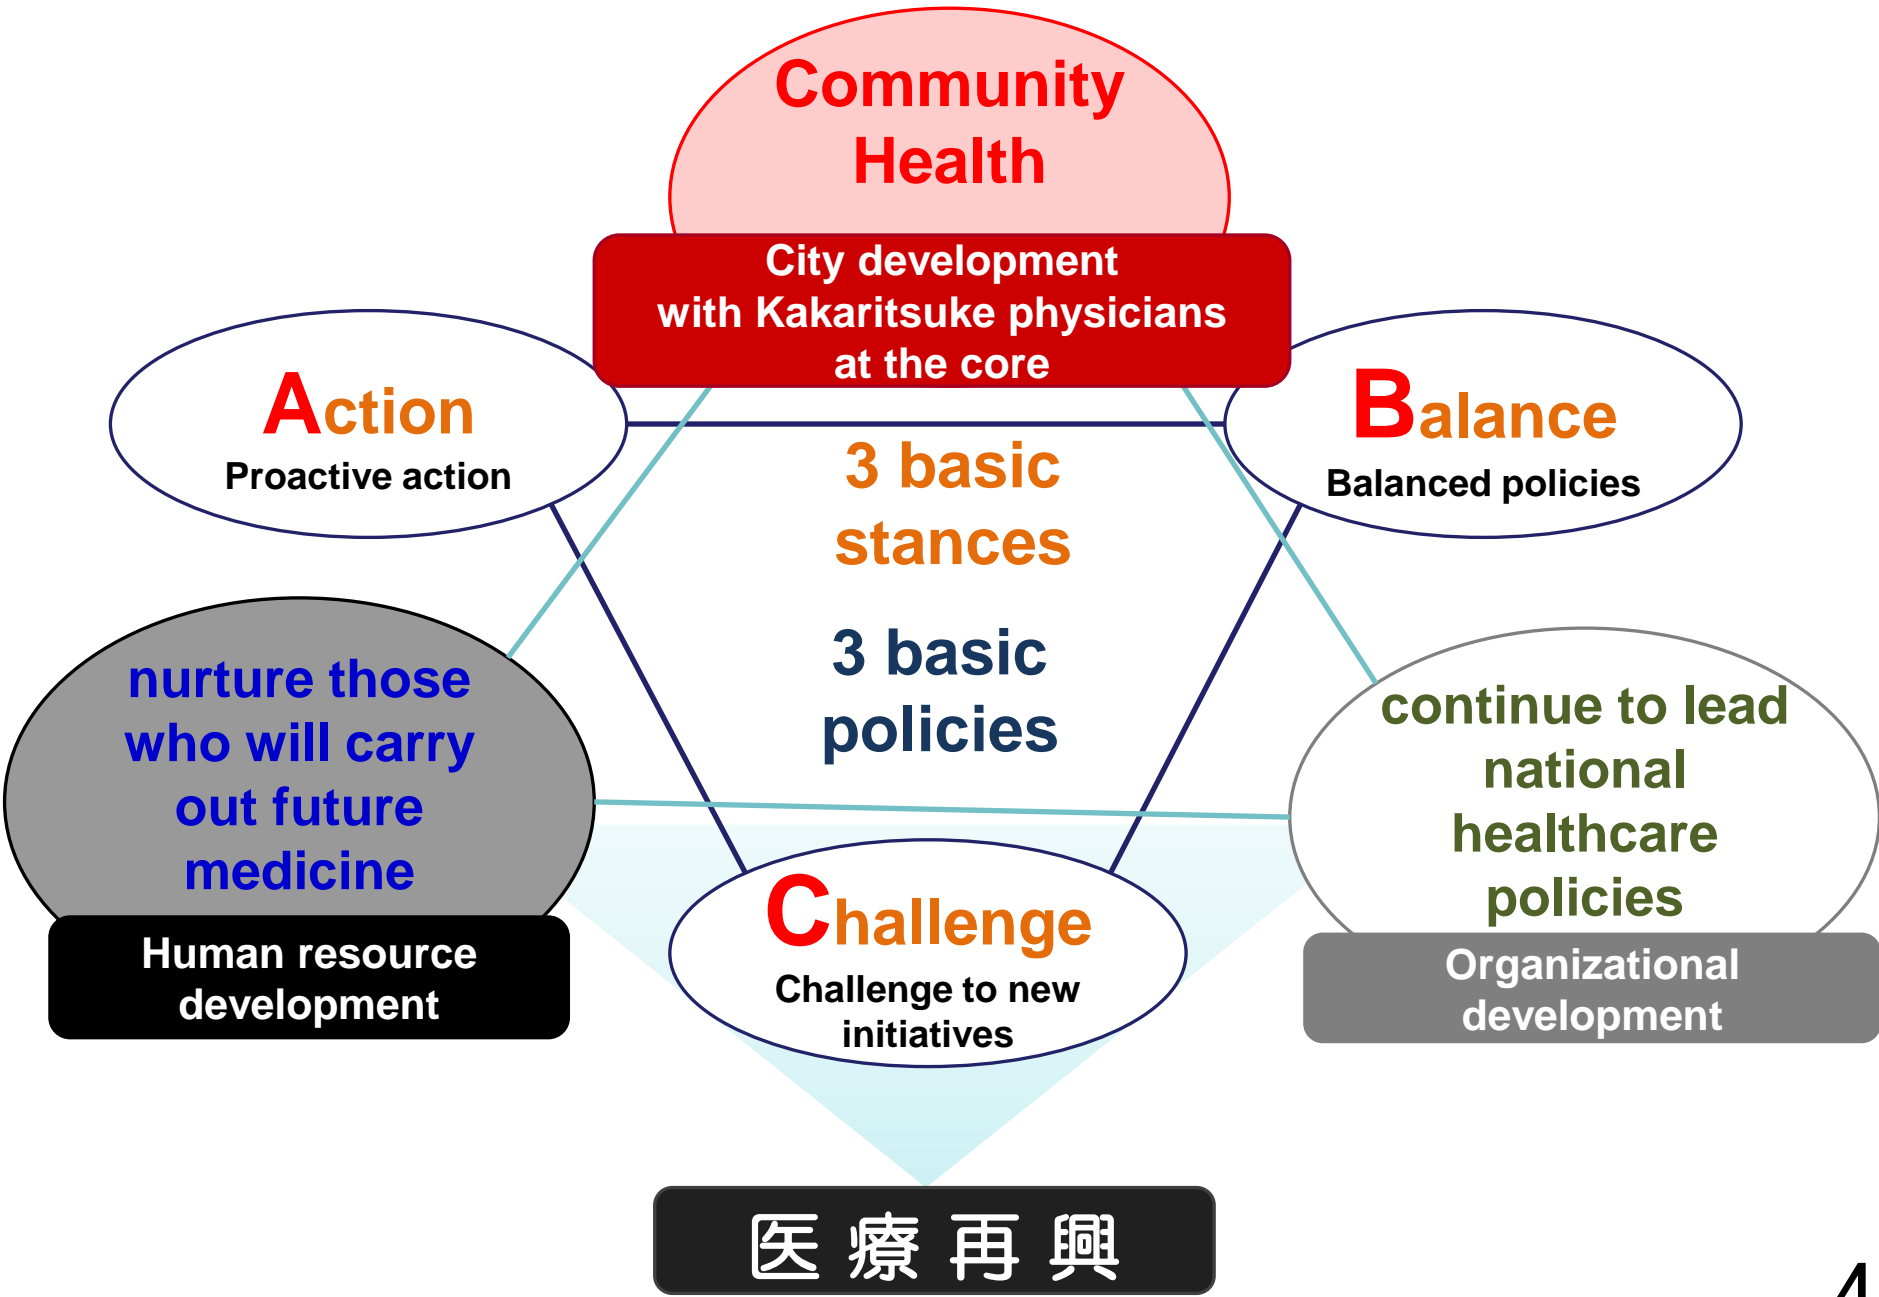 Community
Health
City development
with Kakaritsuke physicians
at the core
Action
Proactive action
Balance
Balanced policies
3 basic
stances
3 basic
policies
nurture those
who will carry
out future
medicine
Human resource
development
continue to lead
national
healthcare
policies
Organizational
development
Challenge
Challenge to new
initiatives
医療再興
4